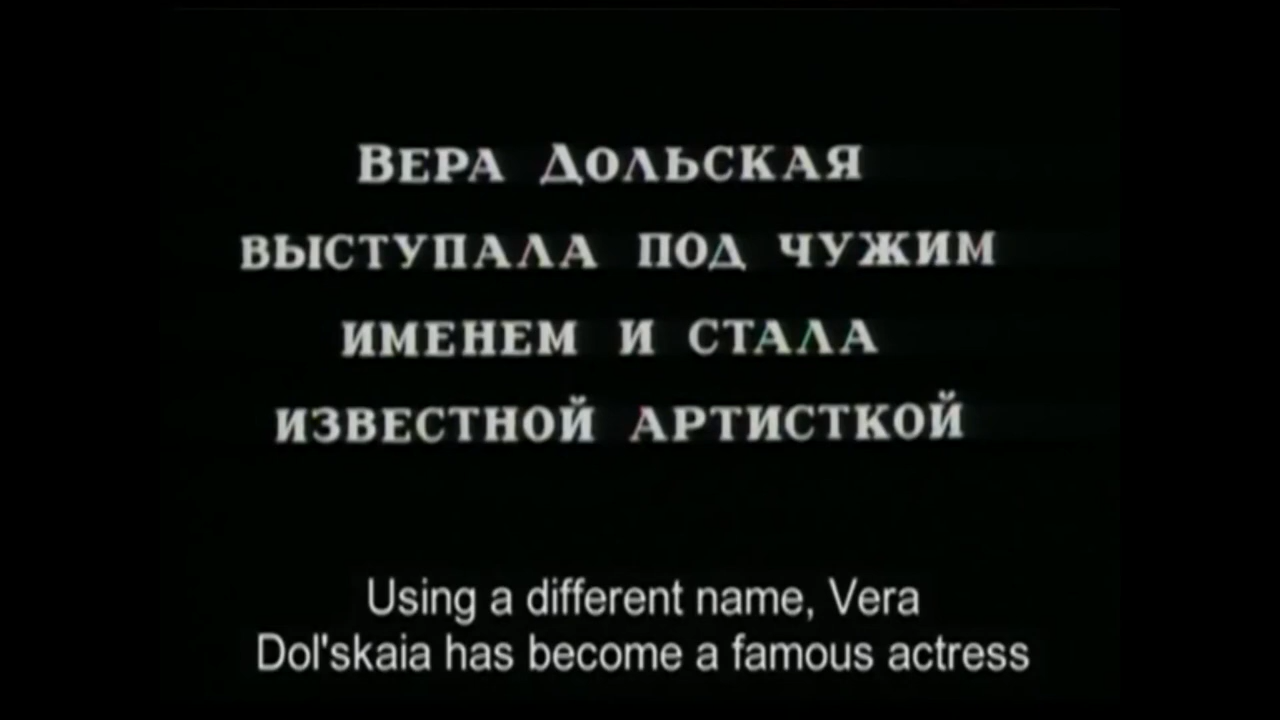 Вера Дольская
выступала под чужим
именем и стала
известной артисткой
Using a different name, Vera
Dol'skaia has become a famous actress